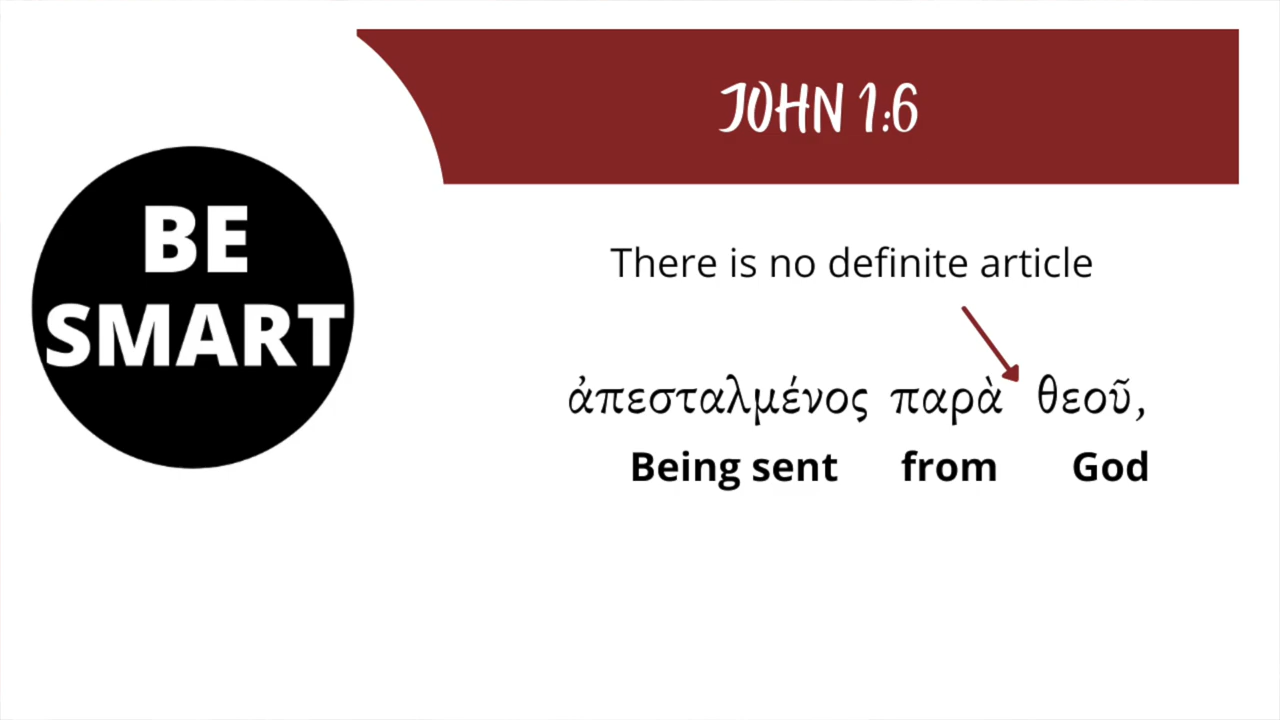 JOHN 1:6
BE
SMART
There is no definite article
ἀπεσταλμένος παρὰ θεοῦ,
Being sent from God